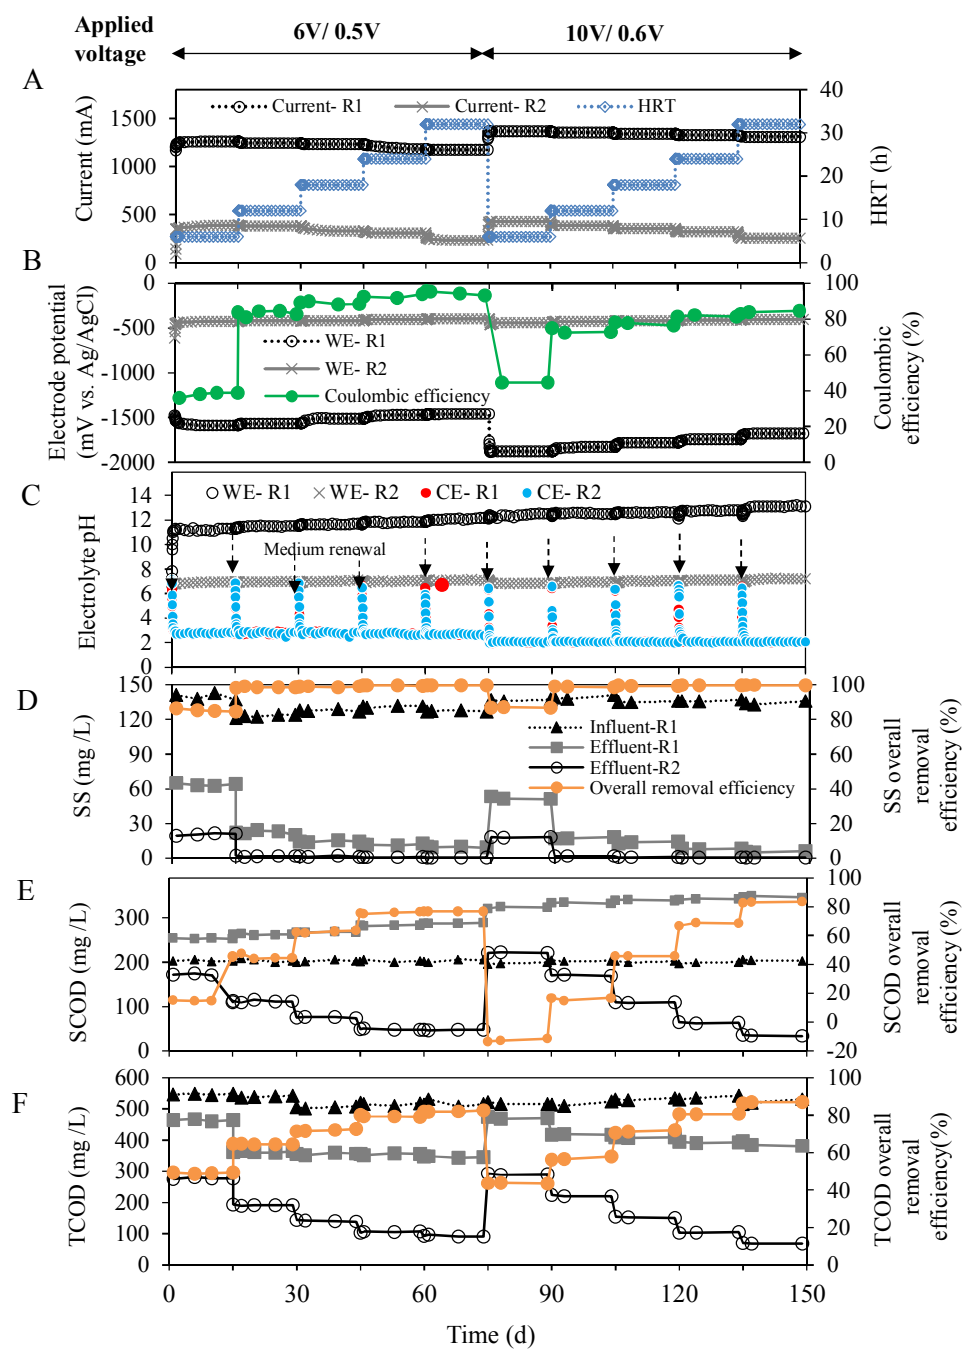 Applied
voltage
6V/ 0.5V
10V/ 0.6V
A
Current (mA)
1500
1000
500
0
Current- R1
Current- R2
HRT
40
30
20
10
0
HRT (h)
B
Electrode potential
(mV vs. Ag/AgCl)
0
-500
-1000
-1500
-2000
WE- R1
WE- R2
Coulombic efficiency
100
80
60
40
20
0
Coulombic
efficiency (%)
C
Electrolyte pH
14
12
10
8
6
4
2
0
WE- R1
WE- R2
CE- R1
CE- R2
Medium renewal
D
SS (mg /L)
150
120
90
60
30
0
Influent-R1
Effluent-R1
Effluent-R2
Overall removal efficiency
100
80
60
40
20
0
SS overall
removal
efficiency (%)
E
SCOD (mg /L)
300
200
100
0
100
80
60
40
20
0
-20
SCOD overall
removal
efficiency (%)
F
TCOD (mg /L)
600
500
400
300
200
100
0
100
80
60
40
20
0
TCOD overall
removal
efficiency(%)
0
30
60
90
120
150
Time (d)